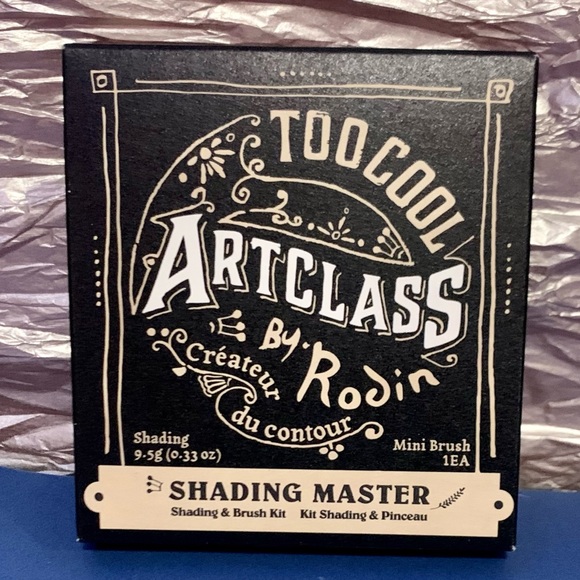 TOO COOL
ARTCLASS
By. Rodin
Créateur
du contour
Shading
9.5g (0.33 oz)
Mini Brush
1EA
SHADING MASTER
Shading & Brush Kit Kit Shading & Pinceau